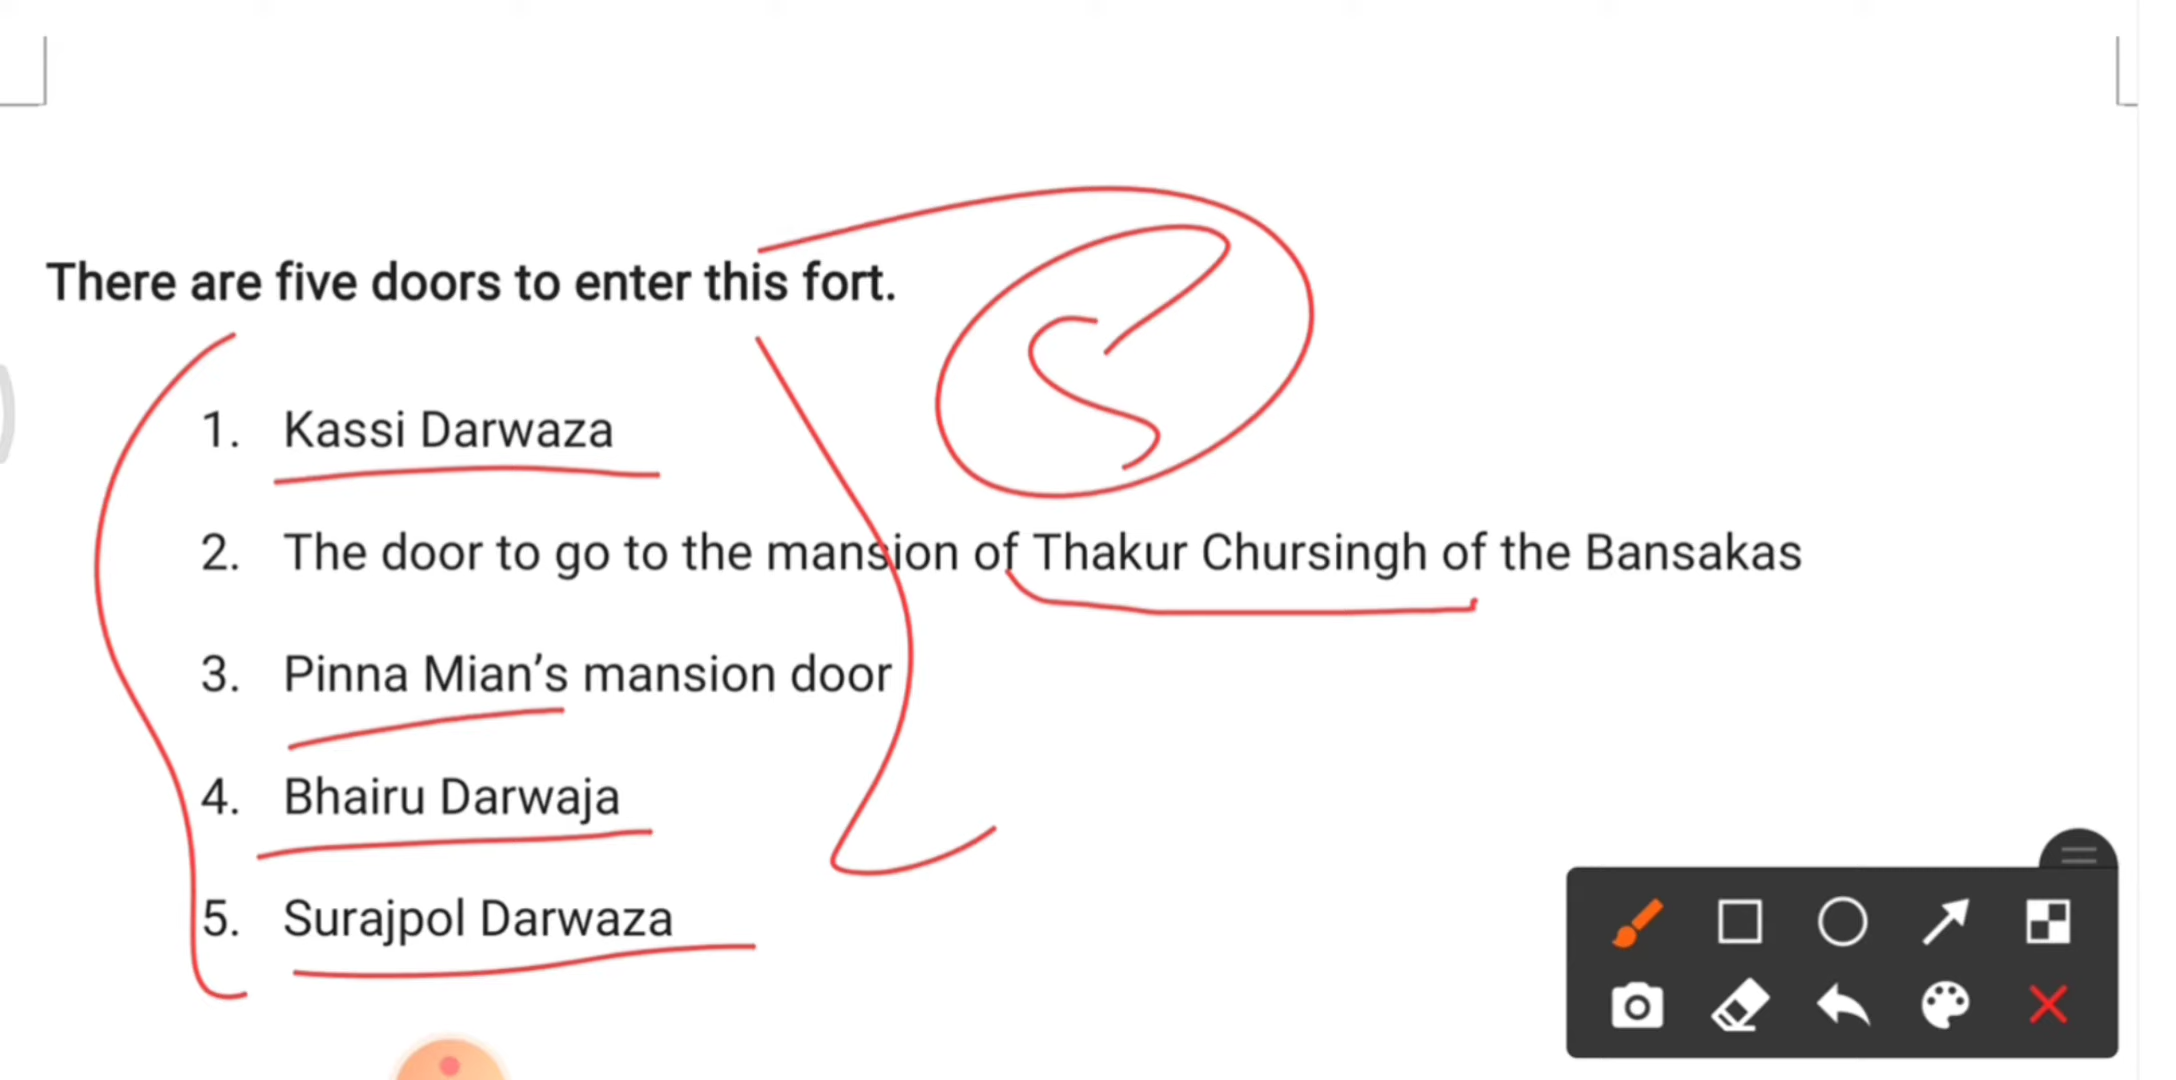 There are five doors to enter this fort.
1. Kassi Darwaza
2. The door to go to the mansion of Thakur Chursingh of the Bansakas
3. Pinna Mian’s mansion door
4. Bhairu Darwaja
5. Surajpol Darwaza